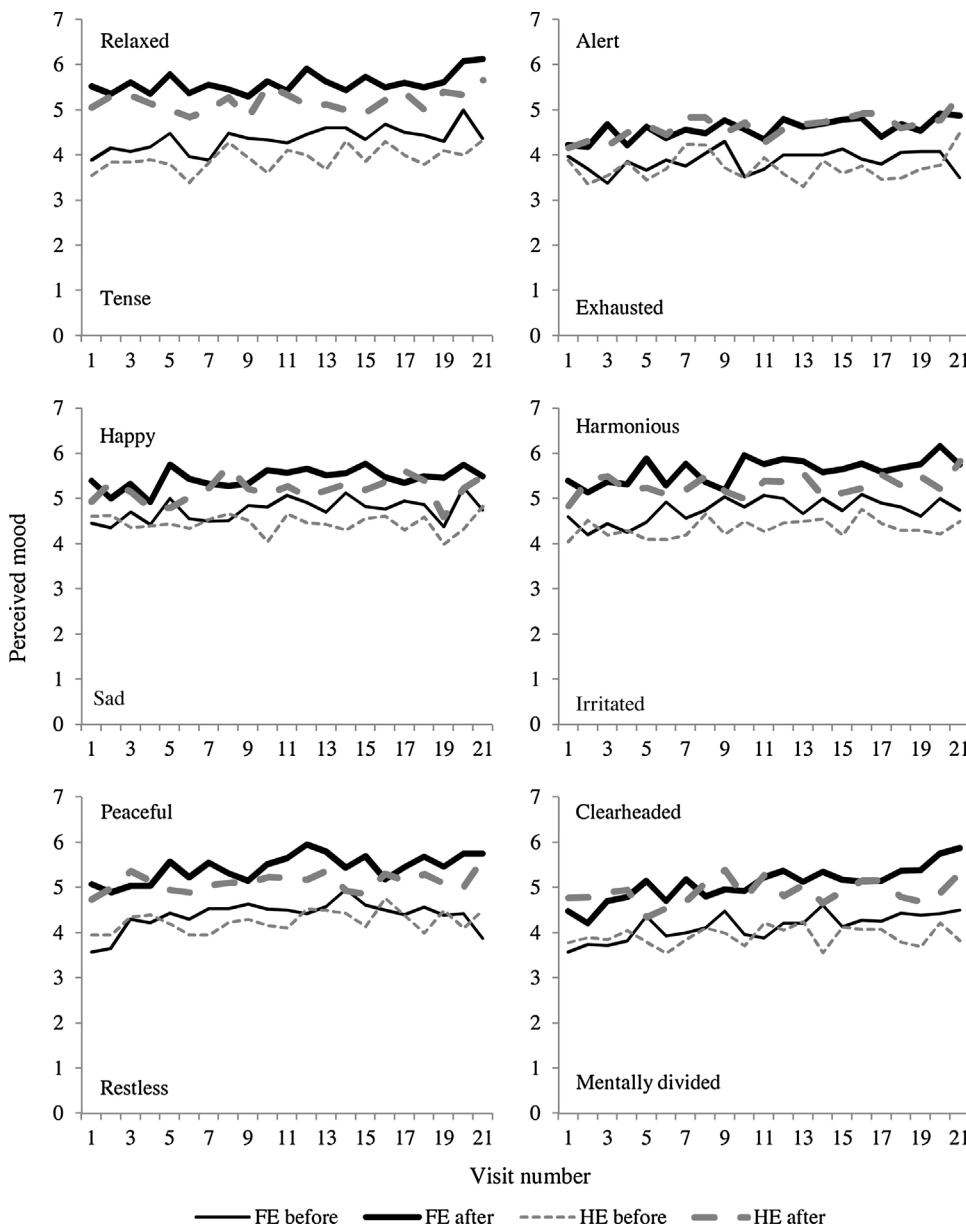 7
Relaxed
6
5
4
3
2
1
Tense
0
1 3 5 7 9 11 13 15 17 19 21
7
Alert
6
5
4
3
2
1
Exhausted
0
1 3 5 7 9 11 13 15 17 19 21
Perceived mood
7
Happy
6
5
4
3
2
1
Sad
0
1 3 5 7 9 11 13 15 17 19 21
7
Harmonious
6
5
4
3
2
1
Irritated
0
1 3 5 7 9 11 13 15 17 19 21
7
Peaceful
6
5
4
3
2
1
Restless
0
1 3 5 7 9 11 13 15 17 19 21
7
Clearheaded
6
5
4
3
2
1
Mentally divided
0
1 3 5 7 9 11 13 15 17 19 21
Visit number
FE before FE after HE before HE after